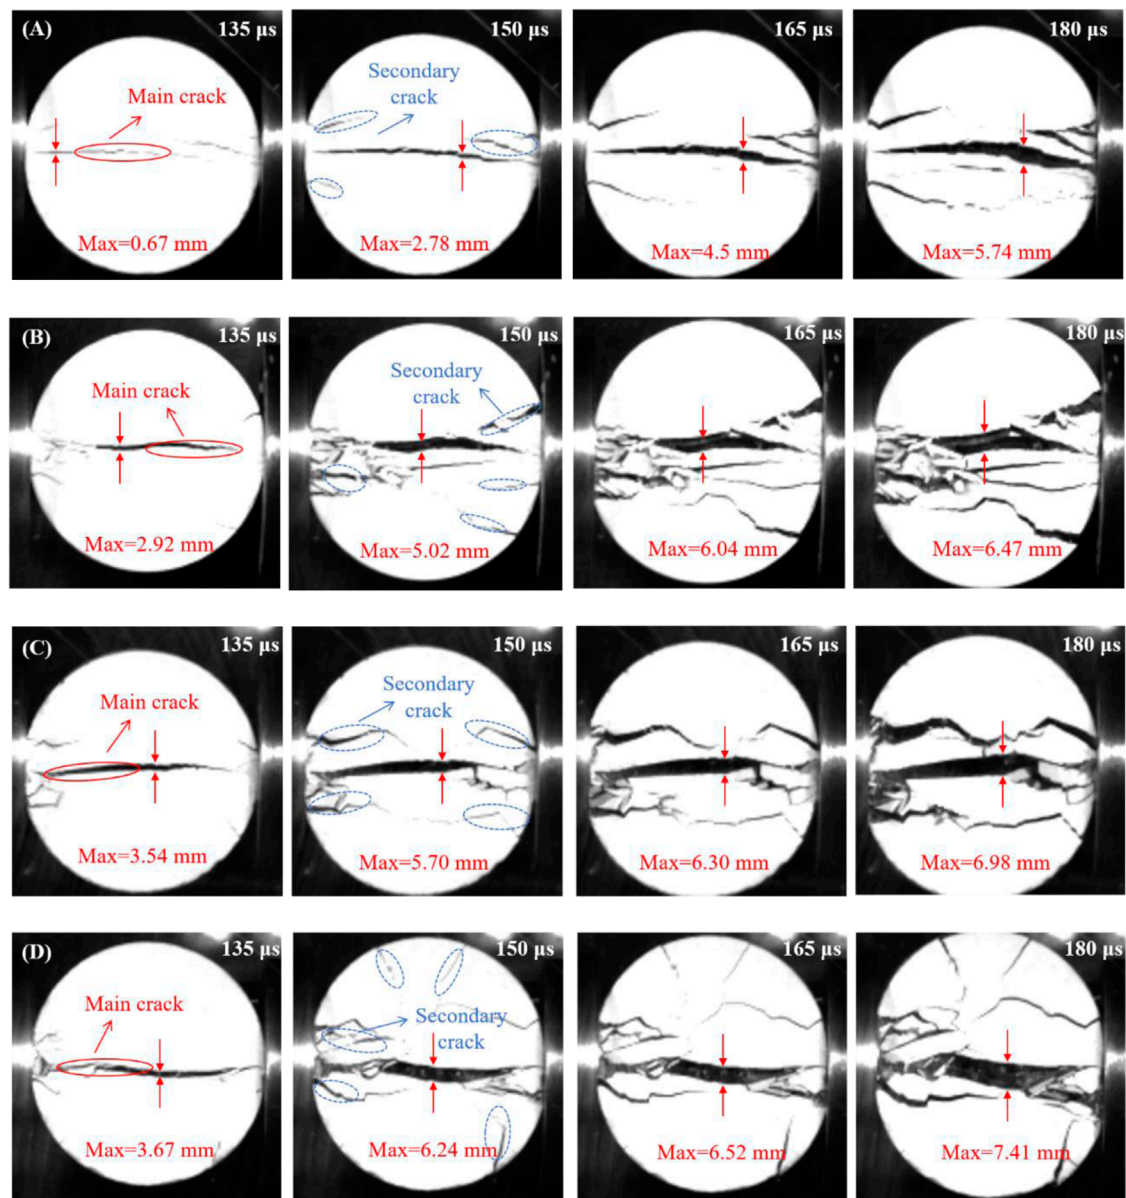 (A)
135 μs
Main crack
Max=0.67 mm
150 μs
Secondary
crack
Max=2.78 mm
165 μs
Max=4.5 mm
180 μs
Max=5.74 mm
(B)
135 μs
Main crack
Max=2.92 mm
150 μs
Secondary
crack
Max=5.02 mm
165 μs
Max=6.04 mm
180 μs
Max=6.47 mm
(C)
135 μs
Main crack
Max=3.54 mm
150 μs
Secondary
crack
Max=5.70 mm
165 μs
Max=6.30 mm
180 μs
Max=6.98 mm
(D)
135 μs
Main crack
Max=3.67 mm
150 μs
Secondary
crack
Max=6.24 mm
165 μs
Max=6.52 mm
180 μs
Max=7.41 mm